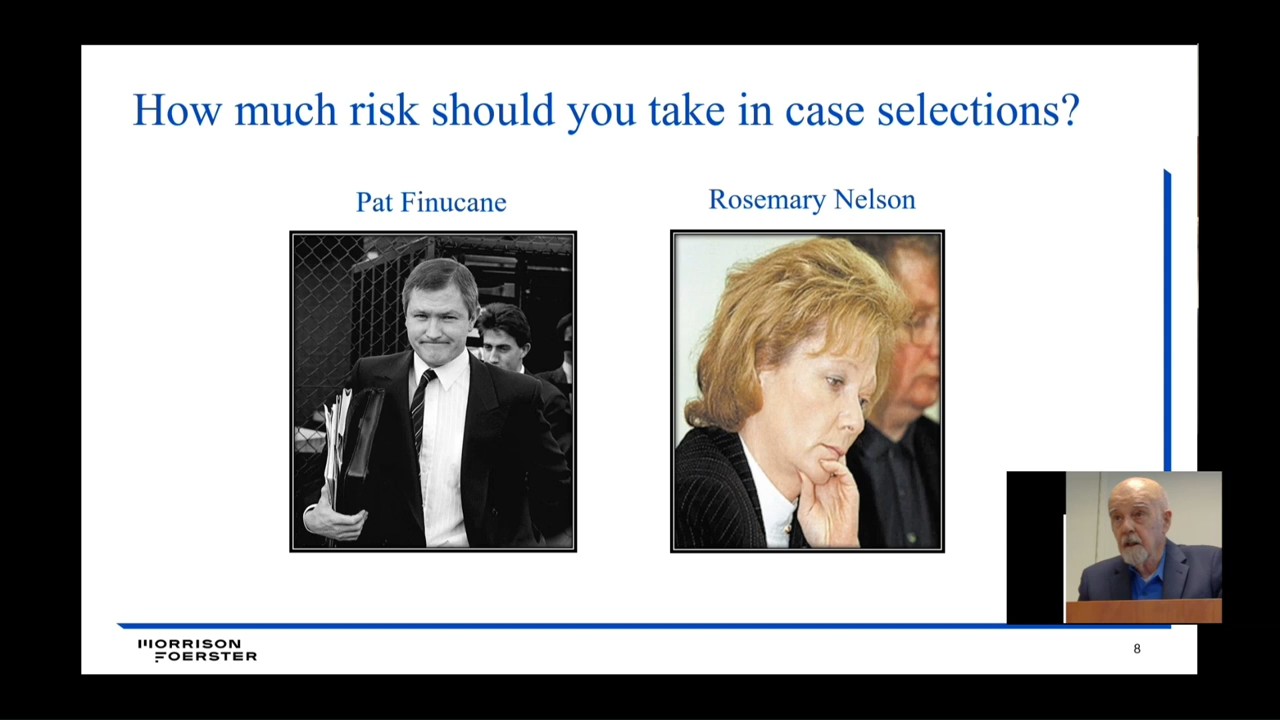 How much risk should you take in case selections?
Pat Finucane
Rosemary Nelson
MORRISON
FOERSTER
8